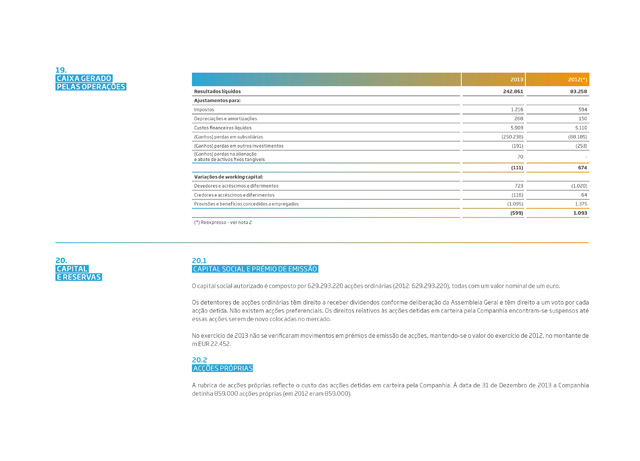 19.
CAIXA GERADO
PELAS OPERAÇÕES
2013 2012(*)
Resultados líquidos 242.861 83.258
Ajustamentos para:
Impostos 1.216 594
Depreciações e amortizações 208 150
Custos financeiros líquidos 5.909 5.110
(Ganhos) perdas em subsidiárias (250.236)
(Ganhos) perdas em outros investimentos (191) (253)
(Ganhos) perdas na alienação
e abate de activos fixos tangíveis 70 -
(111) 674
Variações de working capital:
Devedores e acréscimos e diferimentos 729 (1.020)
Credores e acréscimos e diferimentos 64
Provisões e benefícios concedidos a empregados (1.095) 1.375
(599) 1.093
(*) Reexpresso - ver nota 2
20.
CAPITAL
E RESERVAS
20.1
CAPITAL SOCIAL E PRÉMIO DE EMISSÃO
O capital social autorizado é composto por 629.293.220 acções ordinárias (2012: 629.293.220), todas com um valor nominal de um euro.
Os detentores de acções ordinárias têm direito a receber dividendos conforme deliberação da Assembleia Geral e têm direito a um voto por cada
acção detida. Não existem acções preferenciais. Os direitos relativos às acções detidas em carteira pela Companhia encontram-se suspensos até
essas acções serem de novo colocadas no mercado.
No exercício de 2013 não se verificaram movimentos em prémios de emissão de acções, mantendo-se o valor do exercício de 2012, no montante de
mEUR 22.452.
20.2
ACÇÕES PRÓPRIAS
A rubrica de acções próprias reflecte o custo das acções detidas em carteira pela Companhia. À data de 31 de Dezembro de 2013 a Companhia
detinha 859.000 acções próprias (em 2012 eram 859.000).